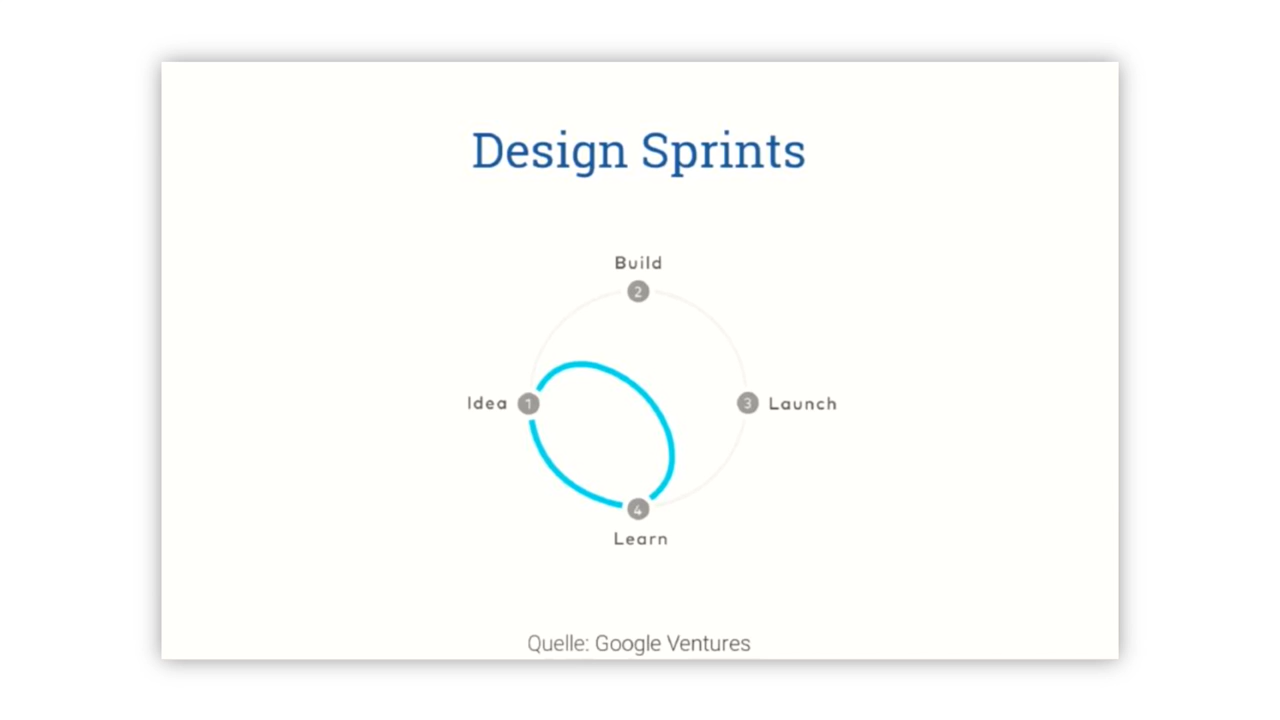 Design Sprints
Build
2
Idea 1
3 Launch
4
Learn
Quelle: Google Ventures